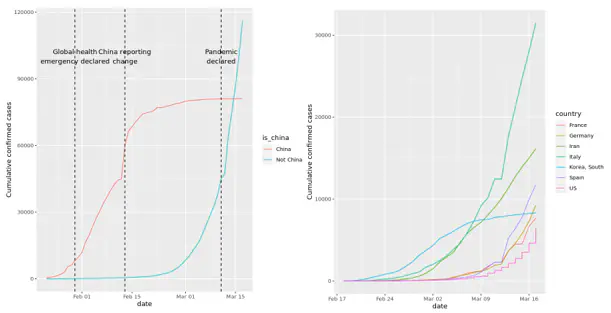 120000
90000
60000
30000
0
Cumulative confirmed cases
Global health
emergency declared
China reporting
change
Pandemic
declared
Feb 01
Feb 15
Mar 01
Mar 15
date
is_china
China
Not China
30000
20000
10000
0
Cumulative confirmed cases
Feb 17
Feb 24
Mar 02
Mar 09
Mar 16
date
country
France
Germany
Iran
Italy
Korea, South
Spain
US